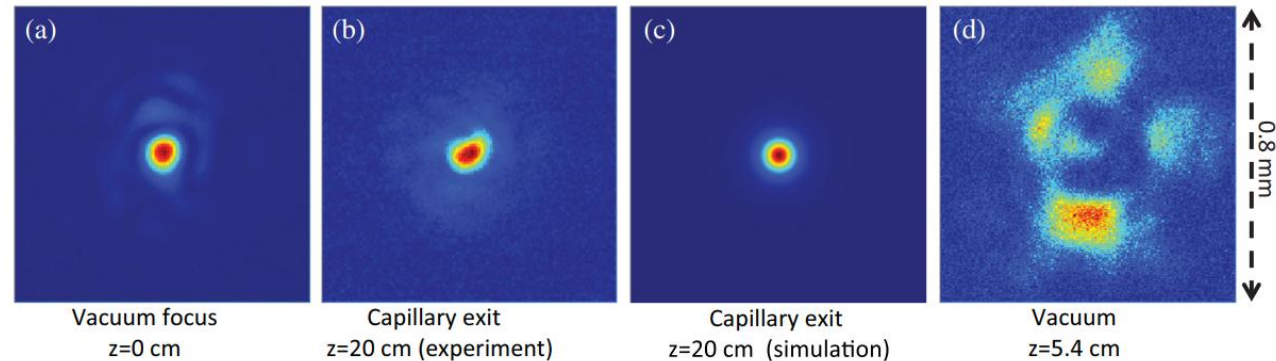 (a)
(b)
(c)
(d)
0.8 mm
Vacuum focus
z=0 cm
Capillary exit
z=20 cm (experiment)
Capillary exit
z=20 cm (simulation)
Vacuum
z=5.4 cm